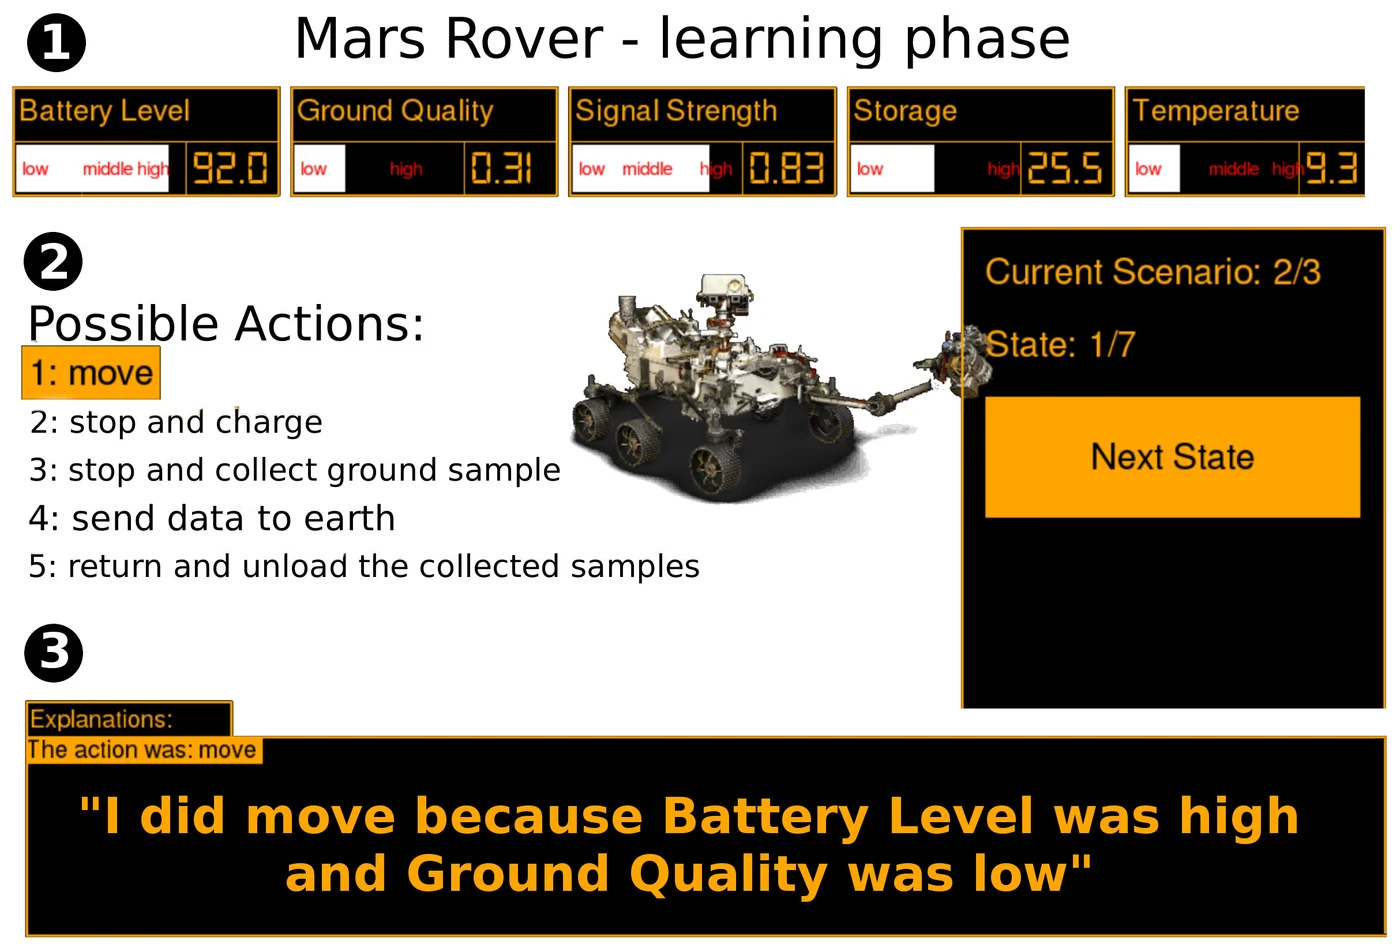 1 Mars Rover - learning phase
Battery Level Ground Quality Signal Strength Storage Temperature
low middle high 92.0 low high 0.31 low middle high 0.83 low high 25.5 low middle high 9.3
2
Possible Actions:
1: move
2: stop and charge
3: stop and collect ground sample
4: send data to earth
5: return and unload the collected samples
Current Scenario: 2/3
State: 1/7
Next State
3
Explanations:
The action was: move
"I did move because Battery Level was high
and Ground Quality was low"